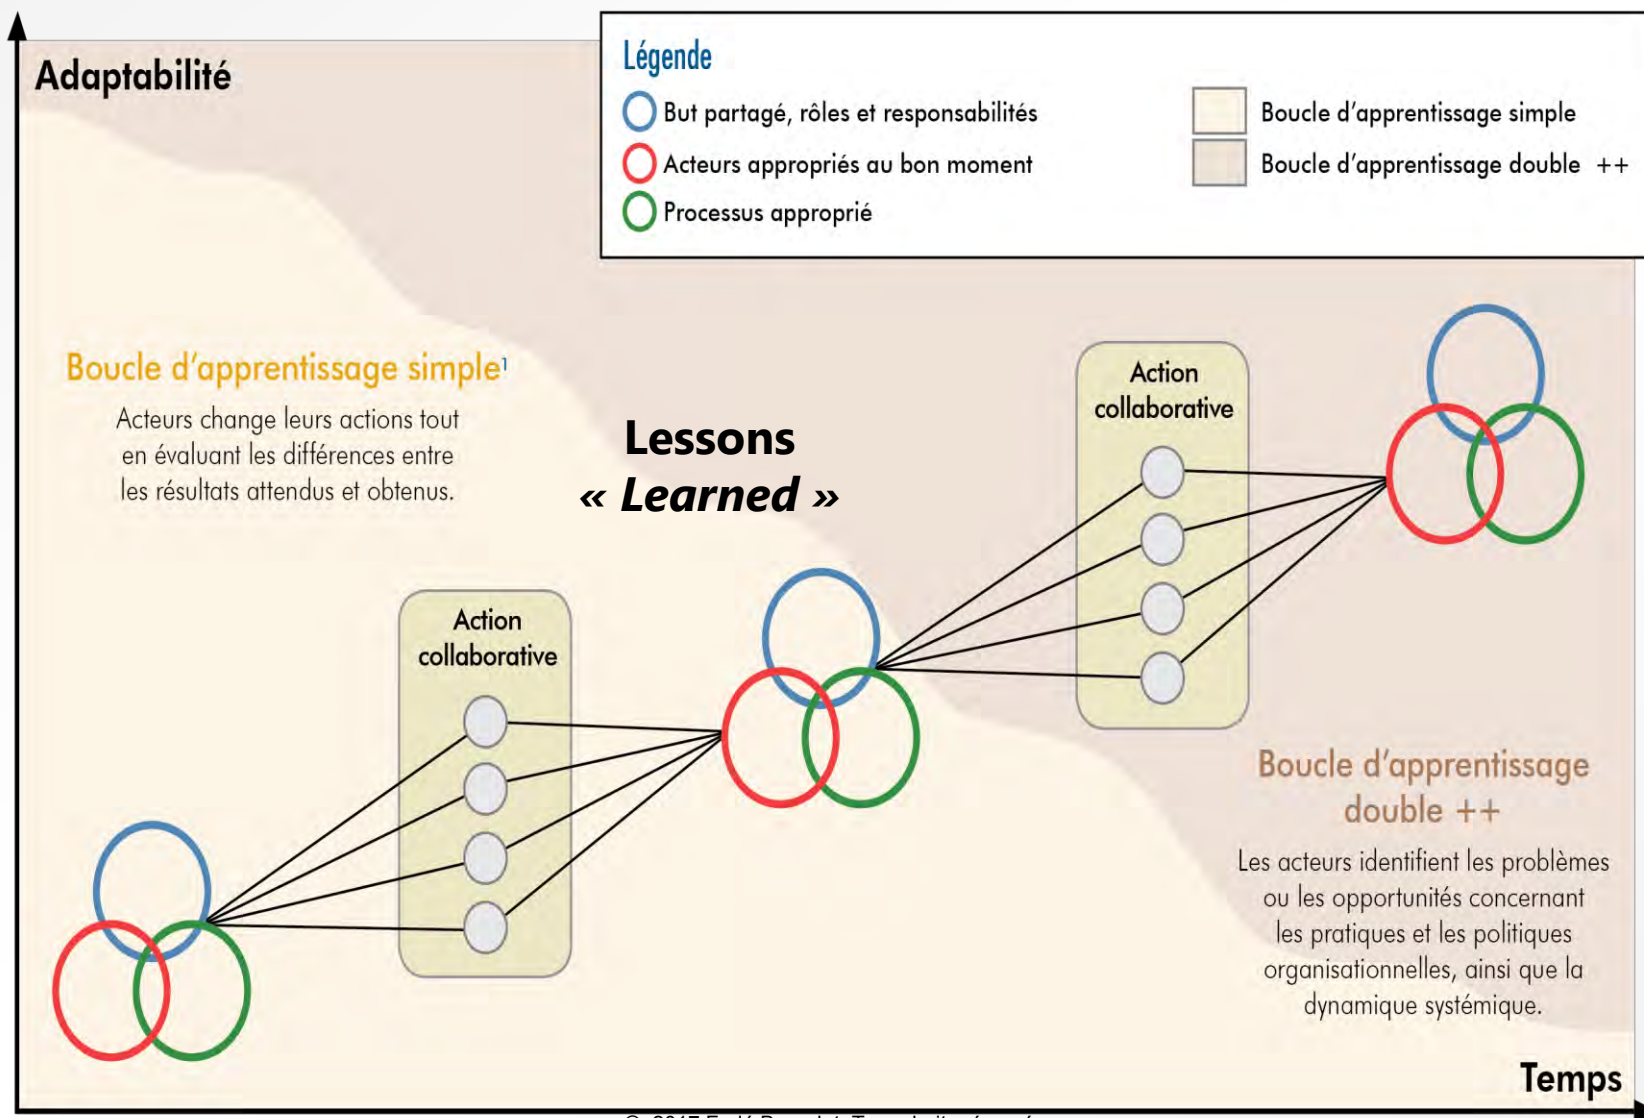 Adaptabilité
Légende
But partagé, rôles et responsabilités
Acteurs appropriés au bon moment
Processus approprié
Boucle d'apprentissage simple
Boucle d'apprentissage double ++
Boucle d'apprentissage simple¹
Acteurs change leurs actions tout
en évaluant les différences entre
les résultats attendus et obtenus.
Lessons
« Learned »
Action
collaborative
Action
collaborative
Boucle d'apprentissage
double ++
Les acteurs identifient les problèmes
ou les opportunités concernant
les pratiques et les politiques
organisationnelles, ainsi que la
dynamique systémique.
Temps
© 2017